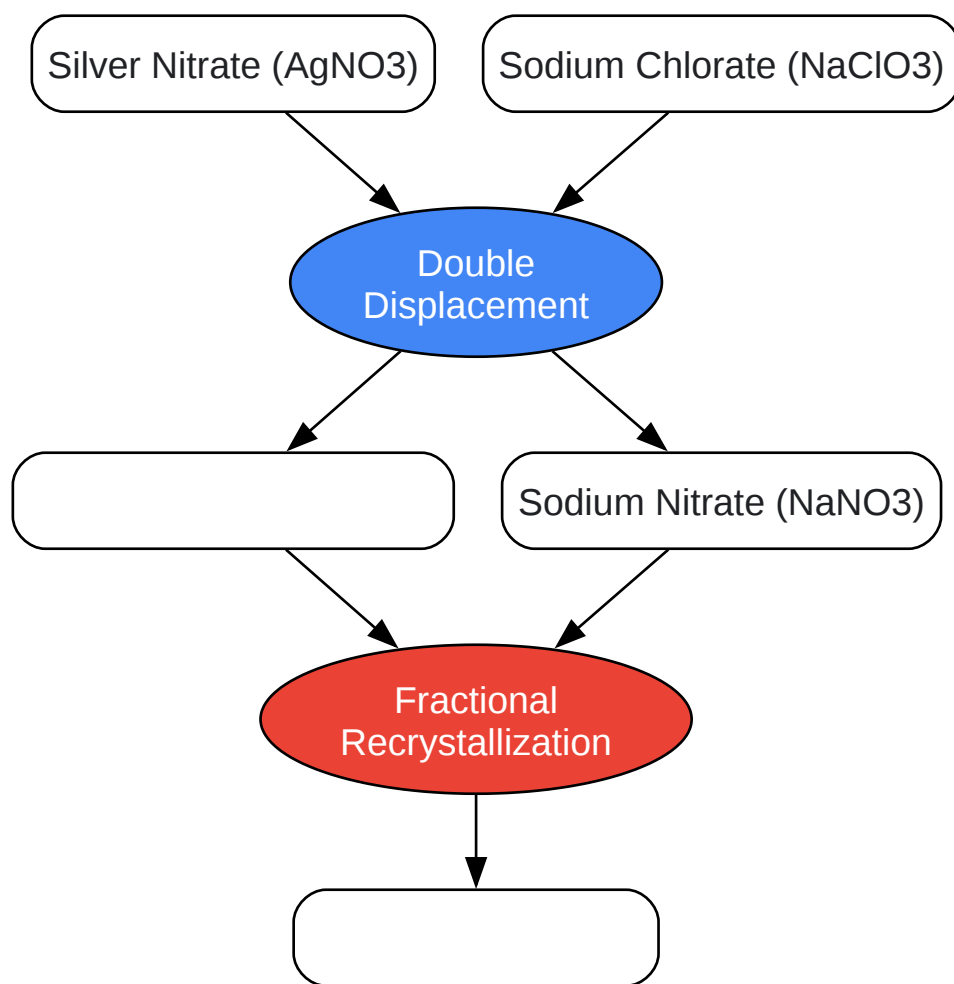 Silver Nitrate (AgNO3)
Sodium Chlorate (NaClO3)
Double
Displacement
Sodium Nitrate (NaNO3)
Fractional
Recrystallization